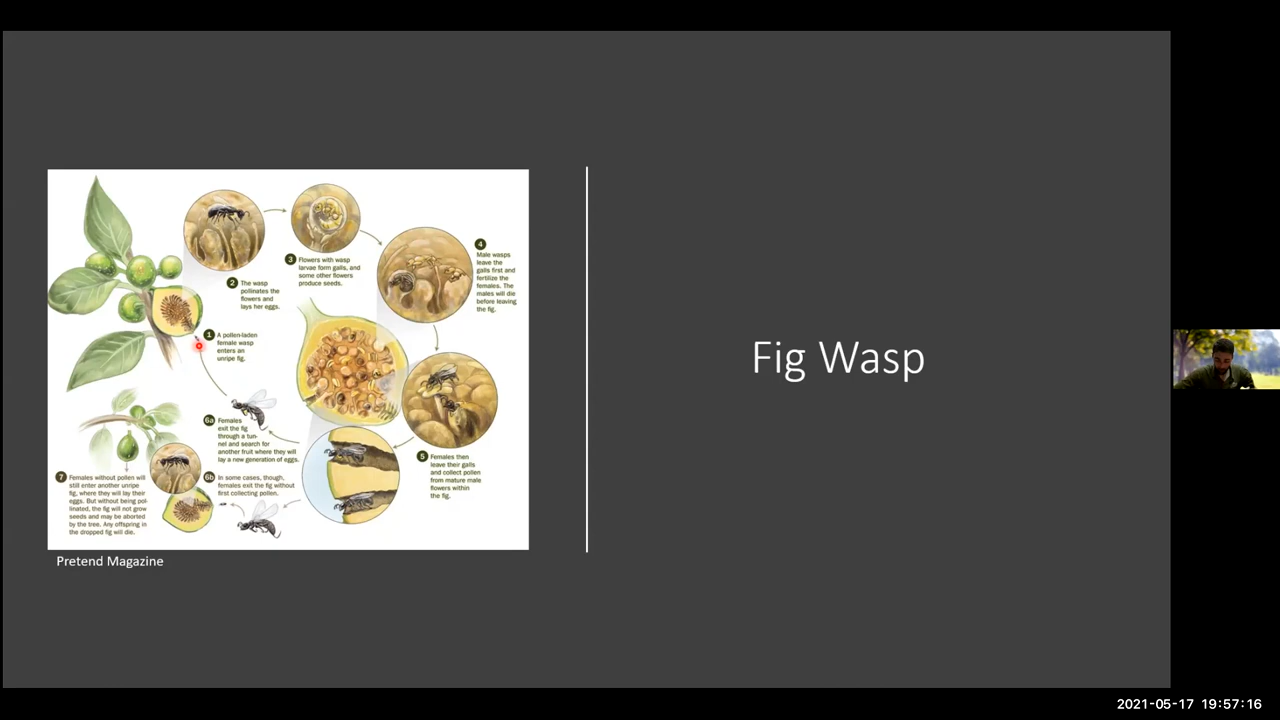 1 A pollen-laden
female wasp
enters an
unripe fig.
2 The wasp
pollinates the
flowers and
lays her eggs.
3 Flowers with wasp
larvae form galls, and
some other flowers
produce seeds.
4
Male wasps
leave the
galls first and
fertilize the
females. The
males will die
before leaving
the fig.
5 Females then
leave their galls
and collect pollen
from mature male
flowers within
the fig.
6a Females
exit the fig
through a tun-
nel and search for
another fruit where they will
lay a new generation of eggs.
6b In some cases, though,
females exit the fig without
first collecting pollen.
7 Females without pollen will
still enter another unripe
fig, where they will lay their
eggs. But without being pol-
linated, the fig will not grow
seeds and may be aborted
by the tree. Any offspring in
the dropped fig will die.
Pretend Magazine
Fig Wasp
2021-05-17 19:57:16